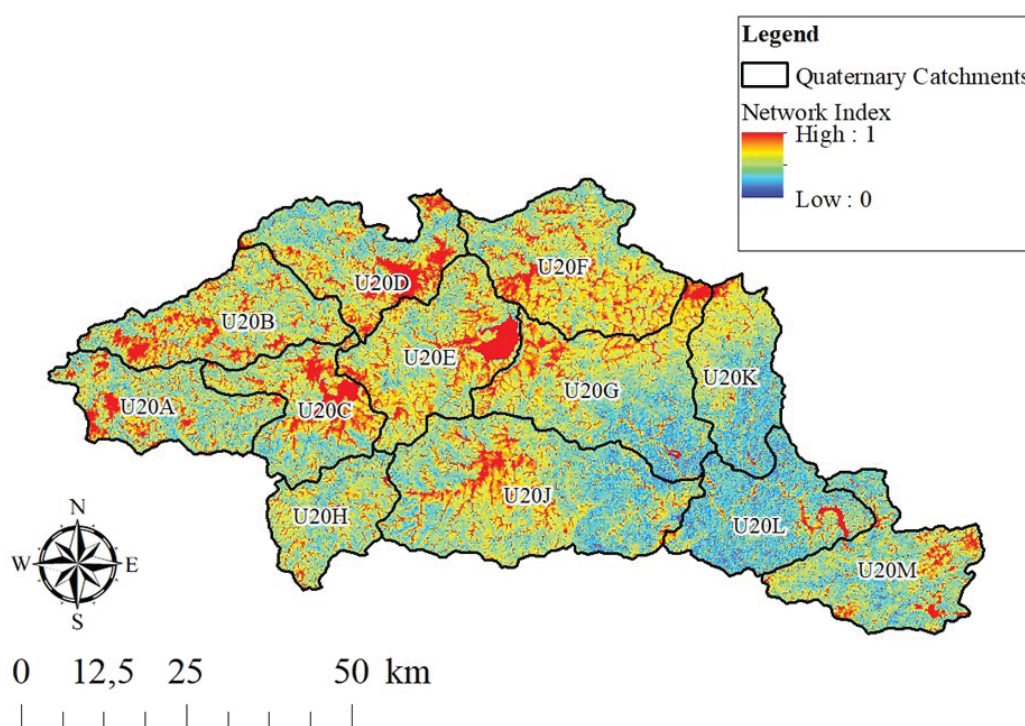 Legend
Quaternary Catchments
Network Index
High : 1
Low : 0
U20F
U20D
U20B
U20E
U20K
U20G
U20A
U20C
U20J
U20H
U20L
U20M
N
W E
S
0 12,5 25 50 km